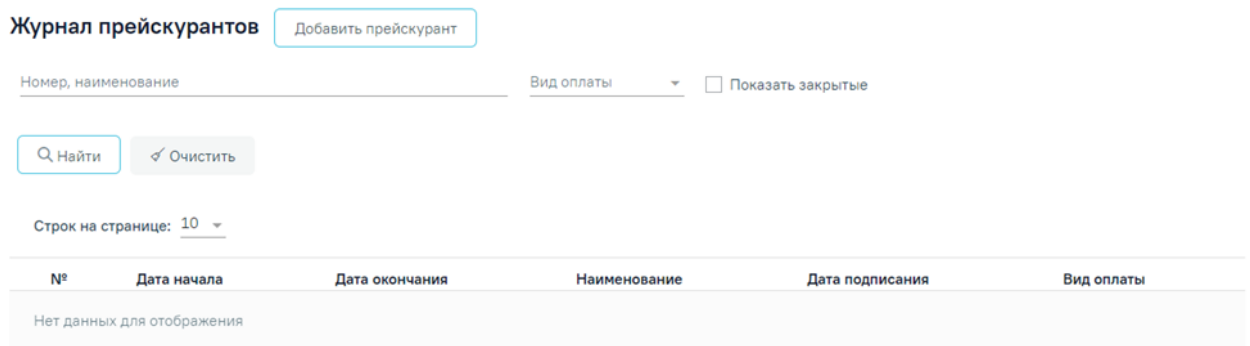 Журнал прейскурантов Добавить прейскурант
Номер, наименование Вид оплаты Показать закрытые
Найти Очистить
Строк на странице: 10
№ Дата начала Дата окончания Наименование Дата подписания Вид оплаты
Нет данных для отображения